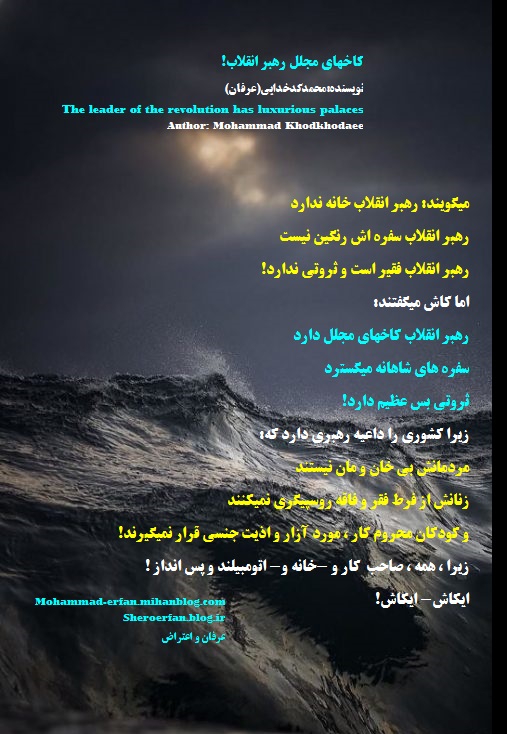 کاخهای مجلل رهبر انقلاب!
نویسنده:محمدکدخدایی(عرفان)
The leader of the revolution has luxurious palaces
Author: Mohammad Khodkhodaee
میگویند: رهبر انقلاب خانه ندارد
رهبر انقلاب سفره اش رنگین نیست
رهبر انقلاب فقیر است و ثروتی ندارد!
اما کاش میگفتند:
رهبر انقلاب کاخهای مجلل دارد
سفره های شاهانه میگسترد
ثروتی بس عظیم دارد!
زیرا کشوری را داعیه رهبری دارد که:
مردمانش بی خان و مان نیستند
زنانش از فرط فقر و فاقه روسپیگری نمیکنند
و کودکان محروم کار ، مورد آزار و اذیت جنسی قرار نمیگیرند!
زیرا ، همه ، صاحب کار و –خانه و– اتومبیلند و پس انداز !
ایکاش– ایکاش!
Mohammad-erfan.mihanblog.com
Sheroerfan.blog.ir
عرفان و اعتراض